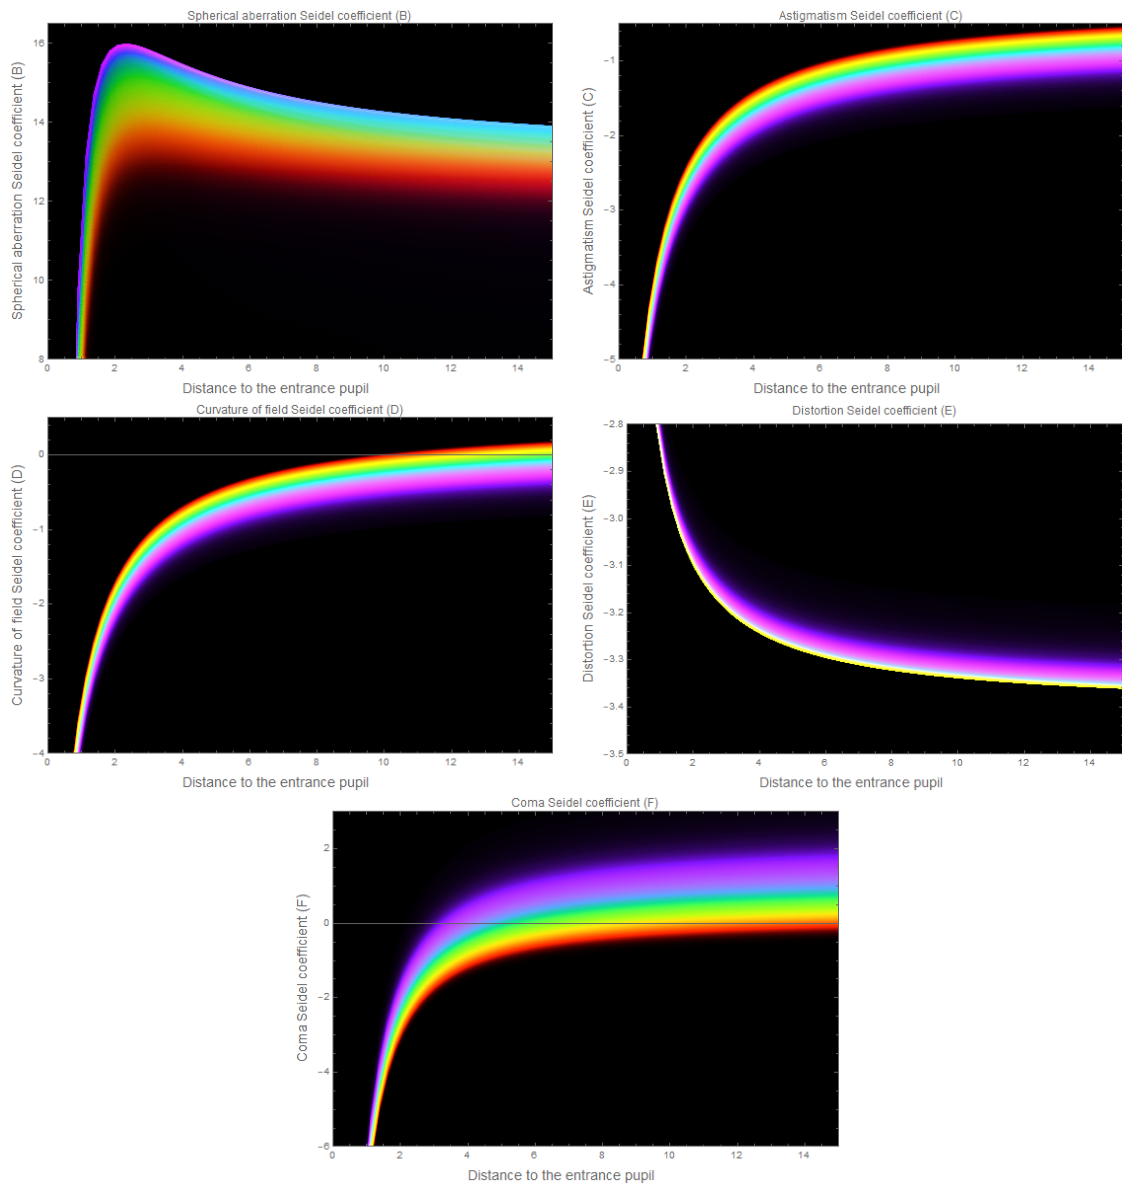 Spherical aberration Seidel coefficient (B)
Spherical aberration Seidel coefficient (B)
16
14
12
10
8
0 2 4 6 8 10 12 14
Distance to the entrance pupil
Astigmatism Seidel coefficient (C)
Astigmatism Seidel coefficient (C)
-1
-2
-3
-4
-5
0 2 4 6 8 10 12 14
Distance to the entrance pupil
Curvature of field Seidel coefficient (D)
Curvature of field Seidel coefficient (D)
0
-1
-2
-3
-4
0 2 4 6 8 10 12 14
Distance to the entrance pupil
Distortion Seidel coefficient (E)
Distortion Seidel coefficient (E)
-2.8
-2.9
-3.0
-3.1
-3.2
-3.3
-3.4
-3.5
0 2 4 6 8 10 12 14
Distance to the entrance pupil
Coma Seidel coefficient (F)
Coma Seidel coefficient (F)
2
0
-2
-4
-6
0 2 4 6 8 10 12 14
Distance to the entrance pupil